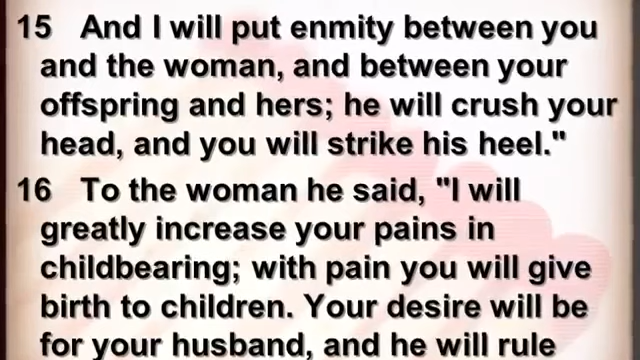 15 And I will put enmity between you
and the woman, and between your
offspring and hers; he will crush your
head, and you will strike his heel."
16 To the woman he said, "I will
greatly increase your pains in
childbearing; with pain you will give
birth to children. Your desire will be
for your husband, and he will rule